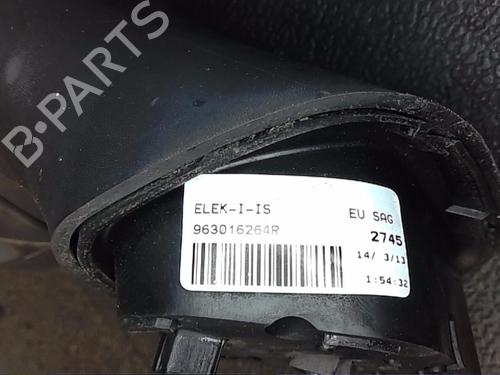 B-PARTS
ELEK-I-IS
963016264R
EU SAG
2745
14/ 3/13
1:54:32